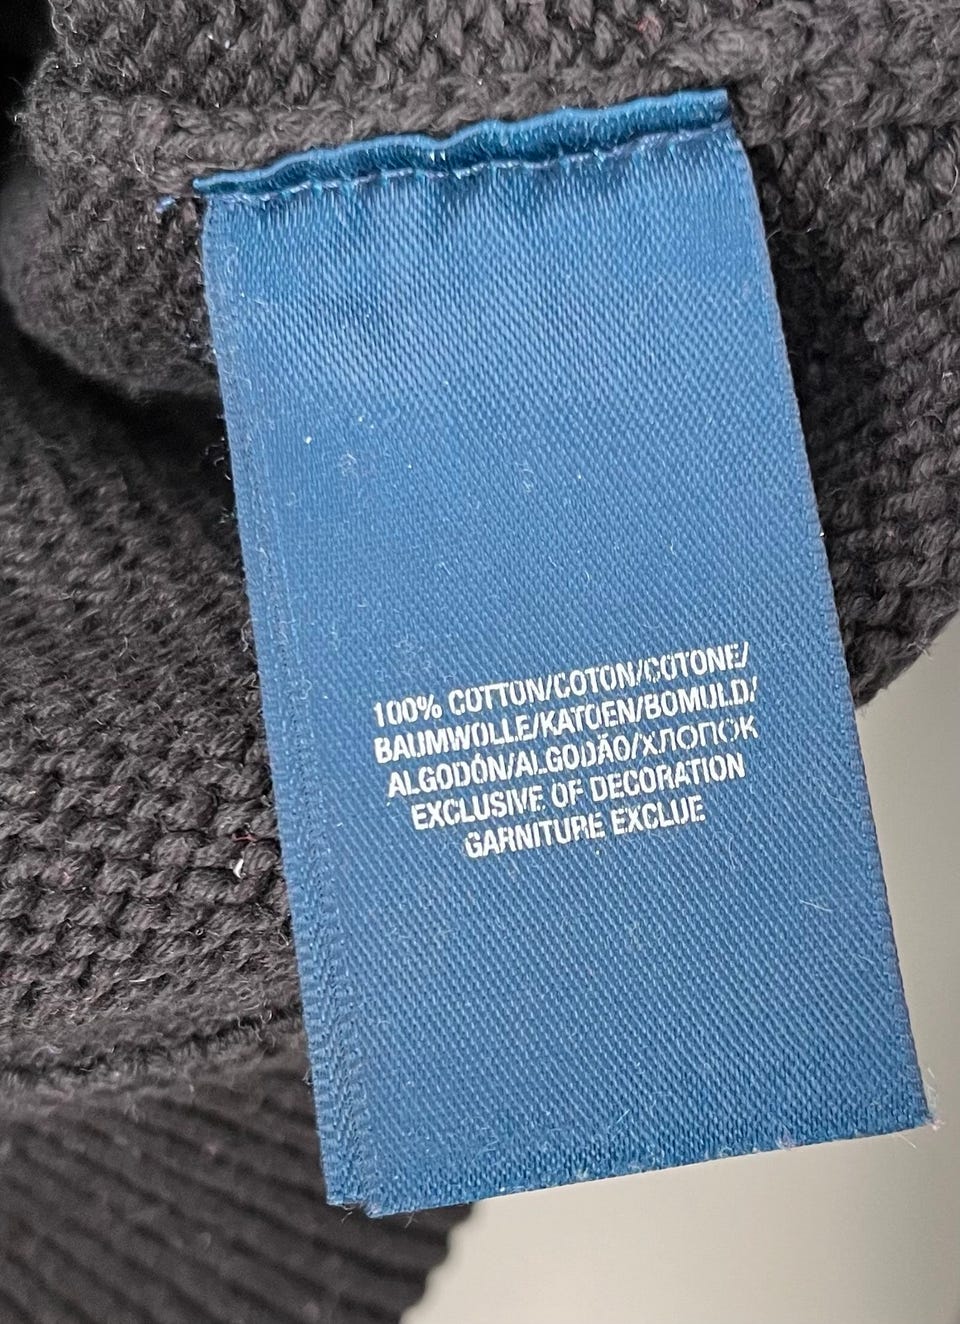 100% COTTON/COTON/COTONE/
BAUMWOLLE/KATOEN/BOMULD/
ALGODÓN/ALGODÃO/ХЛОПОК
EXCLUSIVE OF DECORATION
GARNITURE EXCLUE